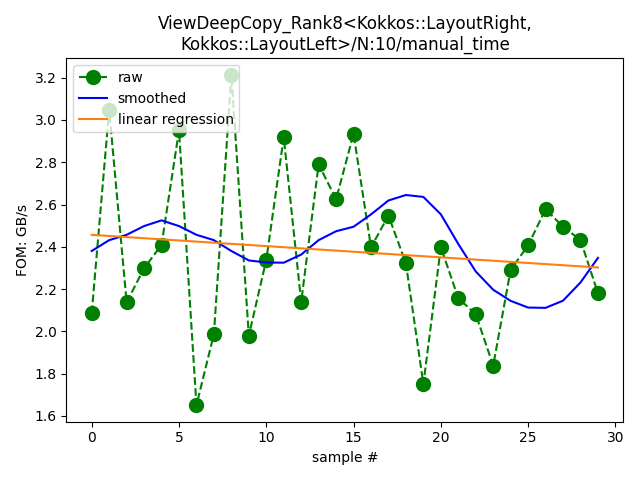 ViewDeepCopy_Rank8<Kokkos::LayoutRight,
Kokkos::LayoutLeft>/N:10/manual_time
raw
smoothed
linear regression
FOM: GB/s
3.2
3.0
2.8
2.6
2.4
2.2
2.0
1.8
1.6
0
5
10
15
20
25
30
sample #